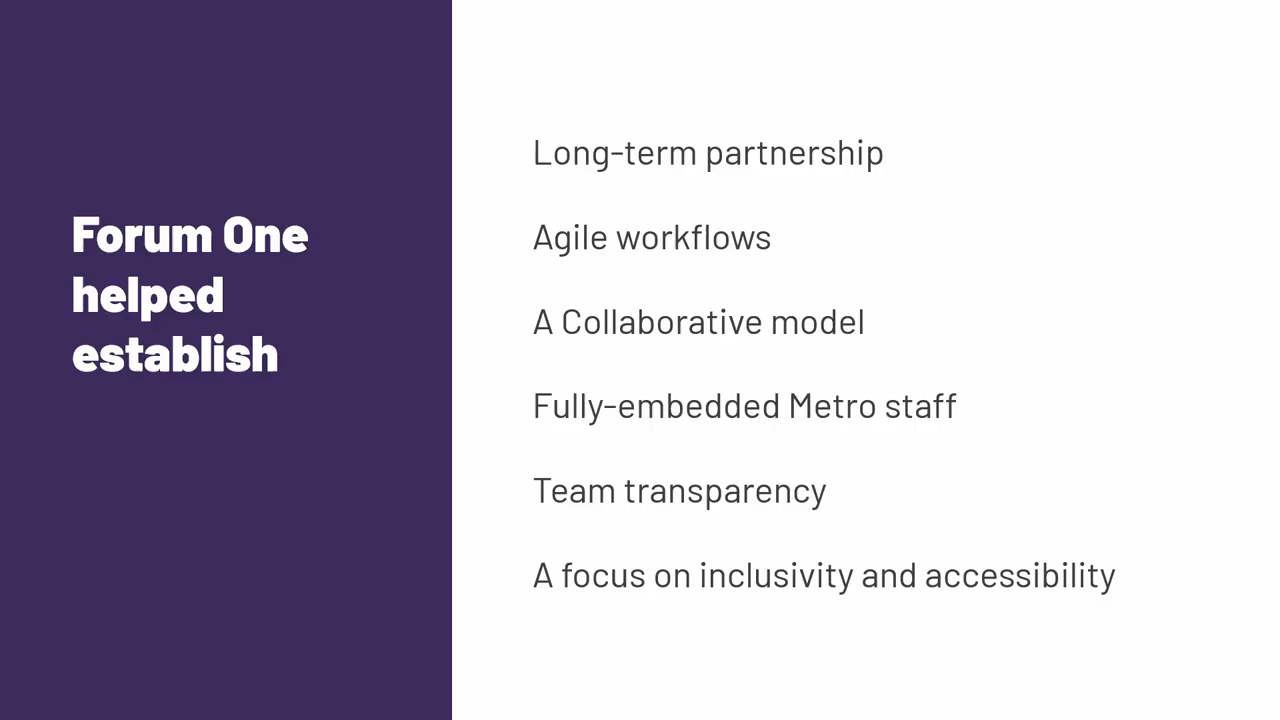 Forum One
helped
establish
Long-term partnership
Agile workflows
A Collaborative model
Fully-embedded Metro staff
Team transparency
A focus on inclusivity and accessibility